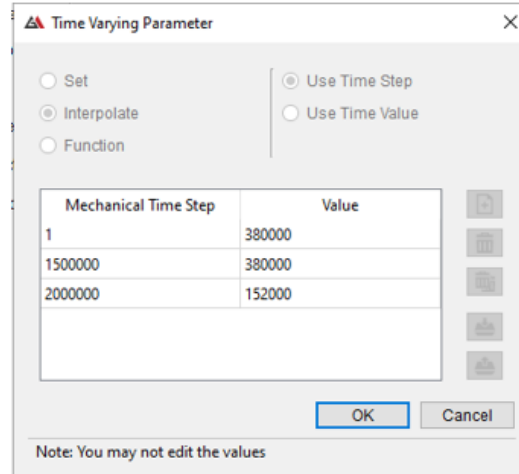 Time Varying Parameter
Set
Use Time Step
Interpolate
Use Time Value
Function
Mechanical Time Step Value
1 380000
1500000 380000
2000000 152000
OK Cancel
Note: You may not edit the values